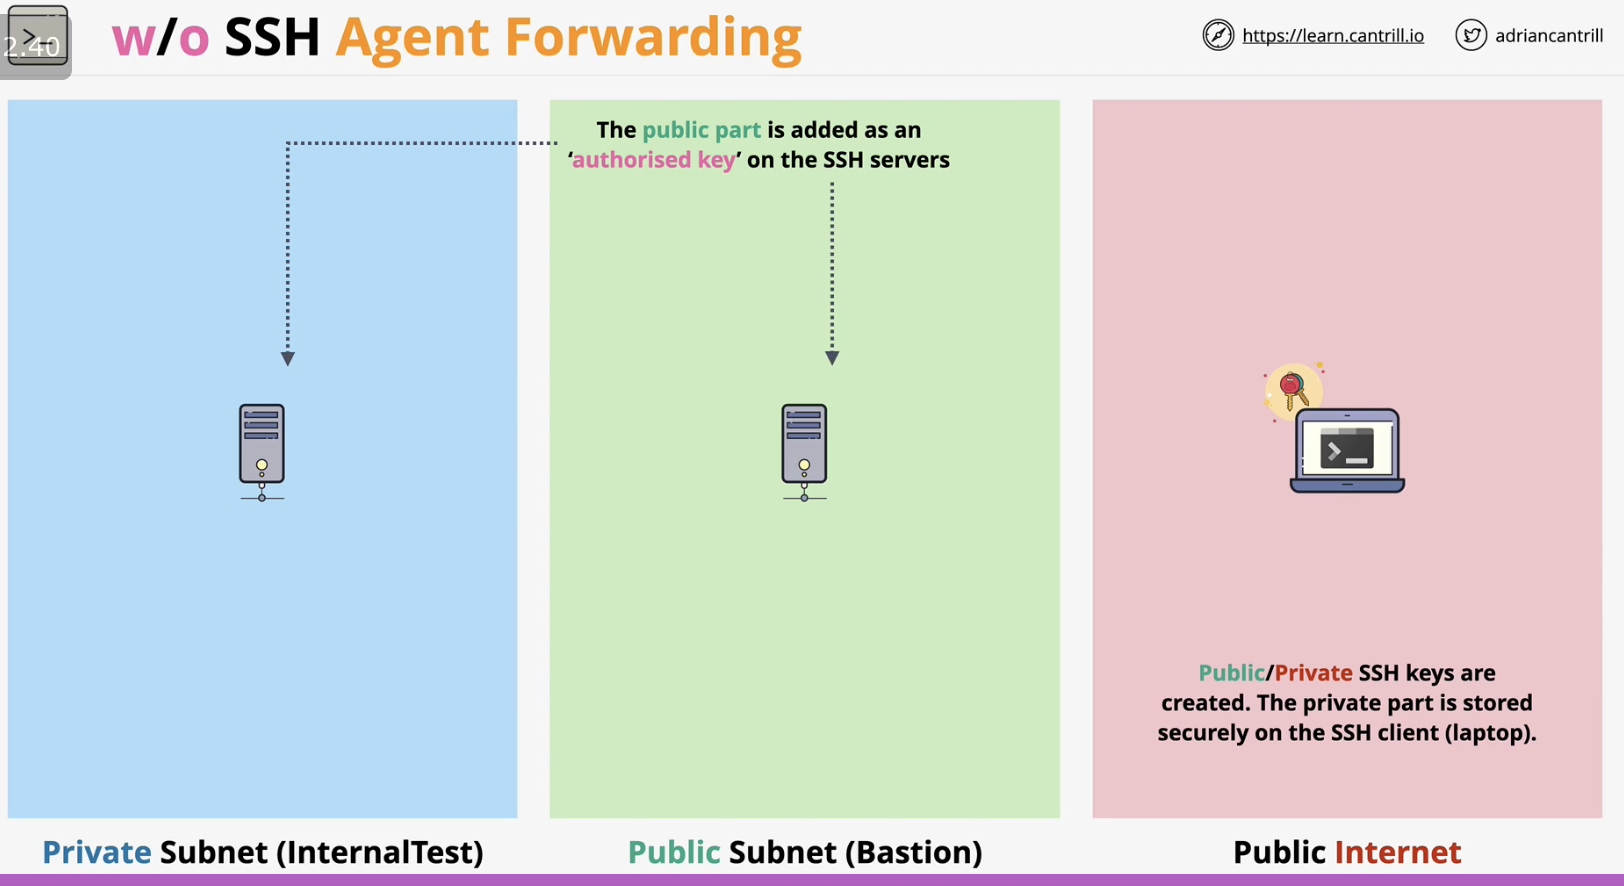 2.40
w/o SSH Agent Forwarding
https://learn.cantrill.io
adriancantrill
The public part is added as an
‘authorised key’ on the SSH servers
Public/Private SSH keys are
created. The private part is stored
securely on the SSH client (laptop).
Private Subnet (InternalTest)
Public Subnet (Bastion)
Public Internet